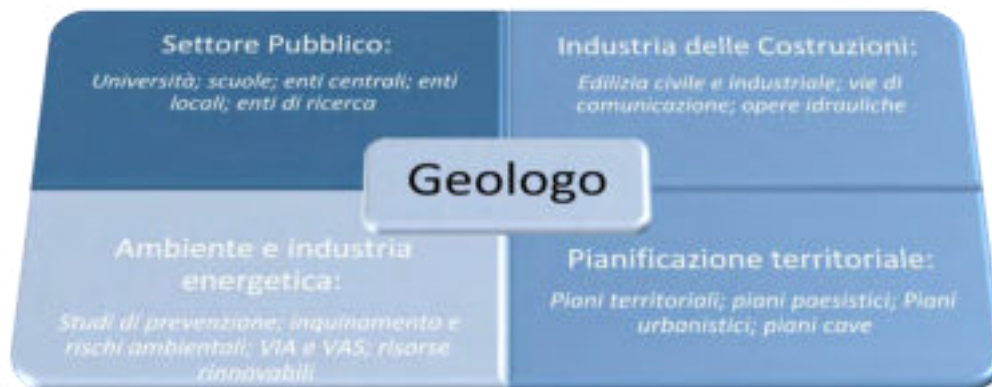 Settore Pubblico:
Università; scuole; enti centrali; enti
locali; enti di ricerca
Industria delle Costruzioni:
Edilizia civile e industriale; vie di
comunicazione; opere idrauliche
Geologo
Ambiente e industria
energetica:
Studi di prevenzione; inquinamento e
rischi ambientali; VIA e VAS; risorse
rinnovabili
Pianificazione territoriale:
Piani territoriali; piani paesistici; Piani
urbanistici; piani cave